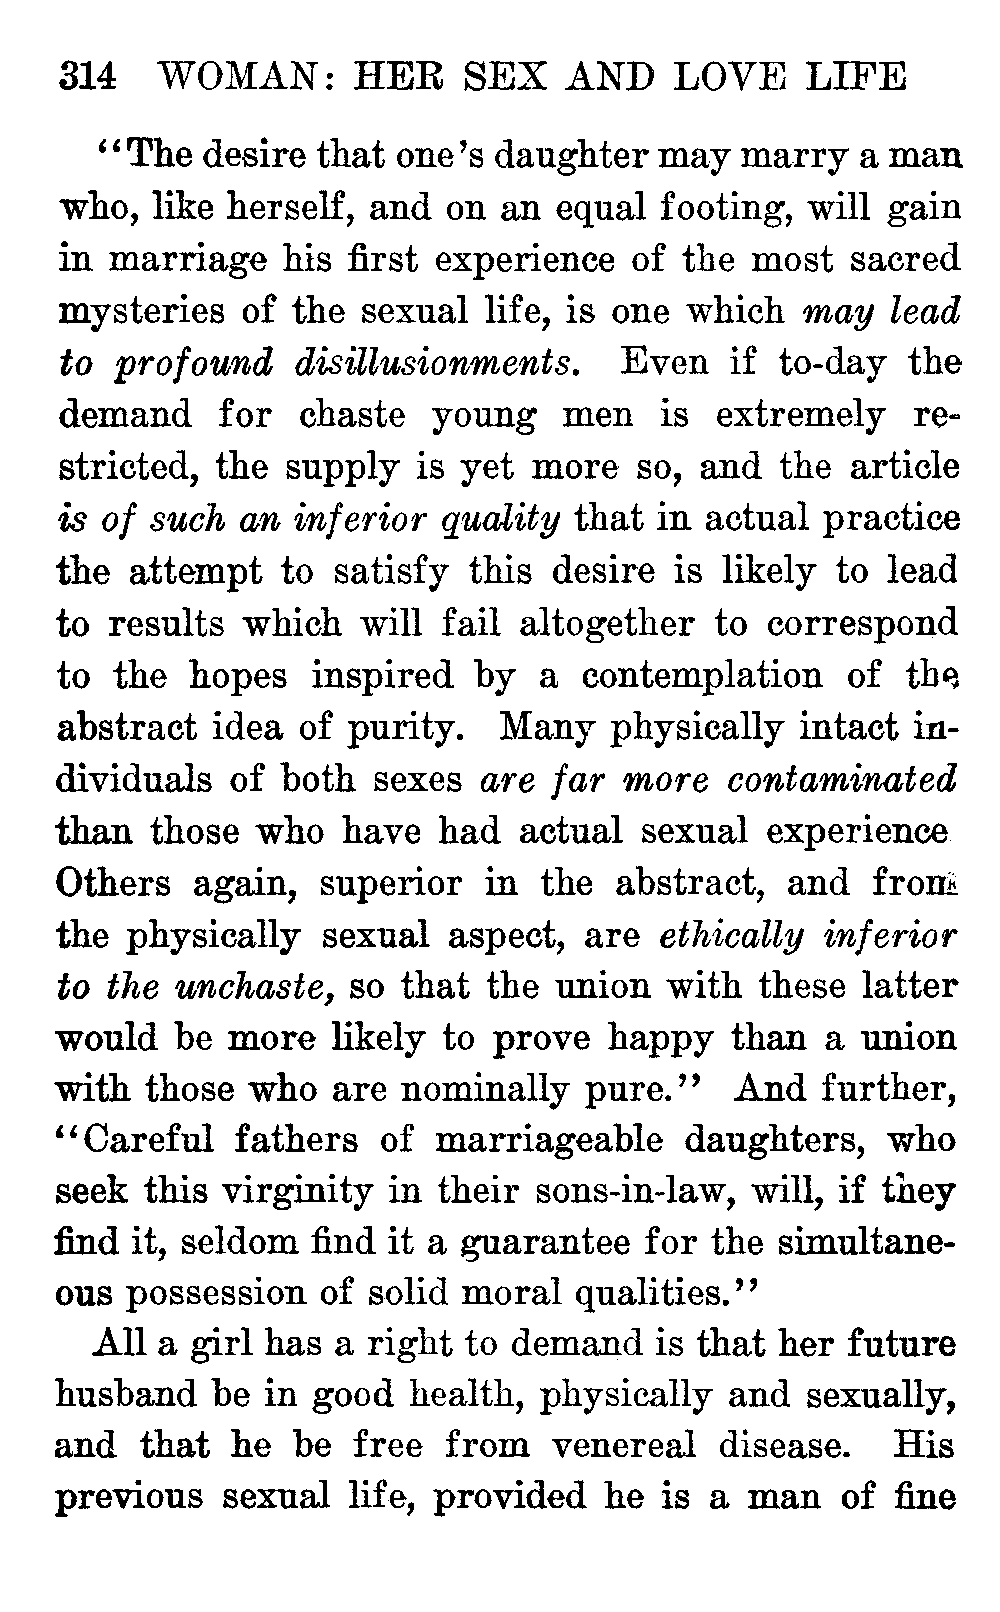 314 WOMAN: HER SEX AND LOVE LIFE
“The desire that one’s daughter may marry a man
who, like herself, and on an equal footing, will gain
in marriage his first experience of the most sacred
mysteries of the sexual life, is one which may lead
to profound disillusionments. Even if to-day the
demand for chaste young men is extremely re-
stricted, the supply is yet more so, and the article
is of such an inferior quality that in actual practice
the attempt to satisfy this desire is likely to lead
to results which will fail altogether to correspond
to the hopes inspired by a contemplation of the
abstract idea of purity. Many physically intact in-
dividuals of both sexes are far more contaminated
than those who have had actual sexual experience
Others again, superior in the abstract, and from
the physically sexual aspect, are ethically inferior
to the unchaste, so that the union with these latter
would be more likely to prove happy than a union
with those who are nominally pure.” And further,
“Careful fathers of marriageable daughters, who
seek this virginity in their sons-in-law, will, if they
find it, seldom find it a guarantee for the simultane-
ous possession of solid moral qualities.”
All a girl has a right to demand is that her future
husband be in good health, physically and sexually,
and that he be free from venereal disease. His
previous sexual life, provided he is a man of fine